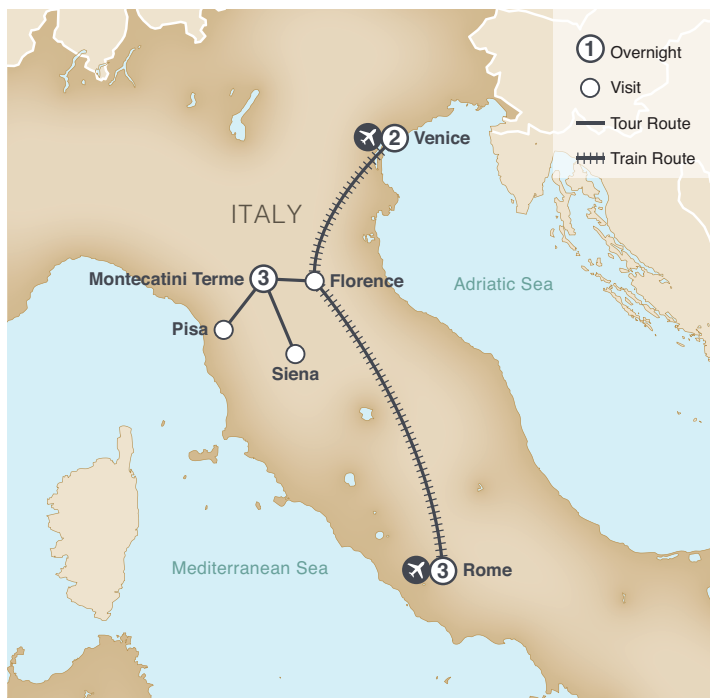 1 Overnight
Visit
Tour Route
Train Route
2 Venice
ITALY
Montecatini Terme 3
Florence
Adriatic Sea
Pisa
Siena
Mediterranean Sea
3 Rome